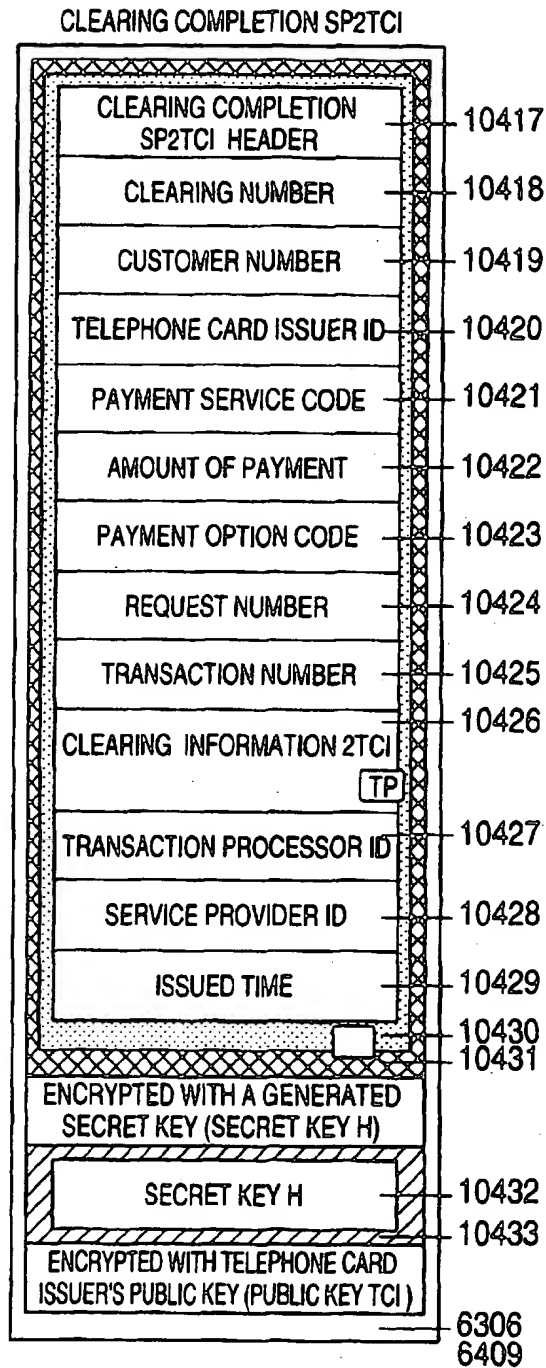 CLEARING COMPLETION SP2TCI
CLEARING COMPLETION
SP2TCI HEADER
10417
CLEARING NUMBER
10418
CUSTOMER NUMBER
10419
TELEPHONE CARD ISSUER ID
10420
PAYMENT SERVICE CODE
10421
AMOUNT OF PAYMENT
10422
PAYMENT OPTION CODE
10423
REQUEST NUMBER
10424
TRANSACTION NUMBER
10425
10426
CLEARING INFORMATION 2TCI
TP
TRANSACTION PROCESSOR ID
10427
SERVICE PROVIDER ID
10428
ISSUED TIME
10429
10430
10431
ENCRYPTED WITH A GENERATED
SECRET KEY (SECRET KEY H)
SECRET KEY H
10432
10433
ENCRYPTED WITH TELEPHONE CARD
ISSUER'S PUBLIC KEY (PUBLIC KEY TCI)
6306
6409